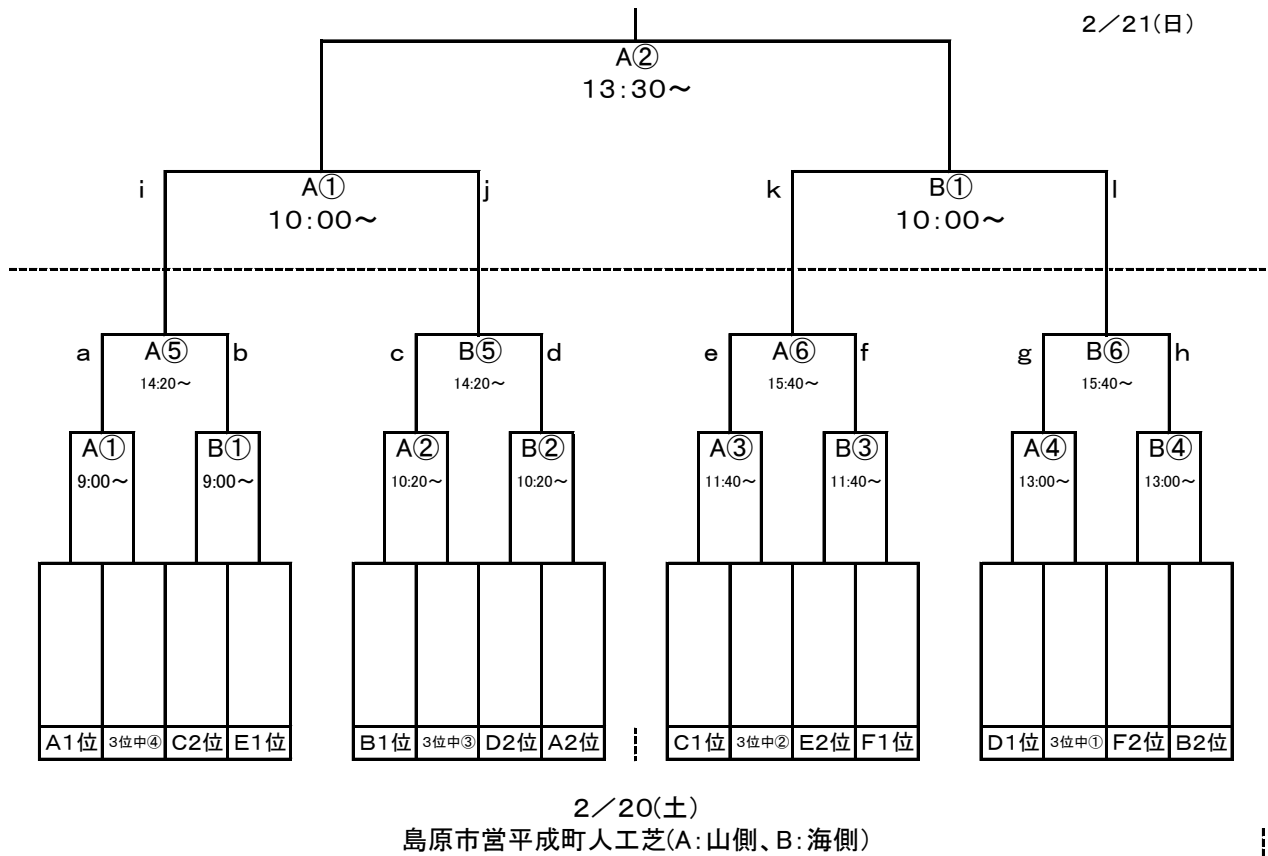 2／21(日)
A②
13:30～
i A① j k B① l
10:00～ 10:00～
a A⑤ b c B⑤ d e A⑥ f g B⑥ h
14:20～ 14:20～ 15:40～ 15:40～
A① B① A② B② A③ B③ A④ B④
9:00～ 9:00～ 10:20～ 10:20～ 11:40～ 11:40～ 13:00～ 13:00～
A1位 3位中④ C2位 E1位 B1位 3位中③ D2位 A2位 C1位 3位中② E2位 F1位 D1位 3位中① F2位 B2位
2／20(土)
島原市営平成町人工芝(A:山側、B:海側)